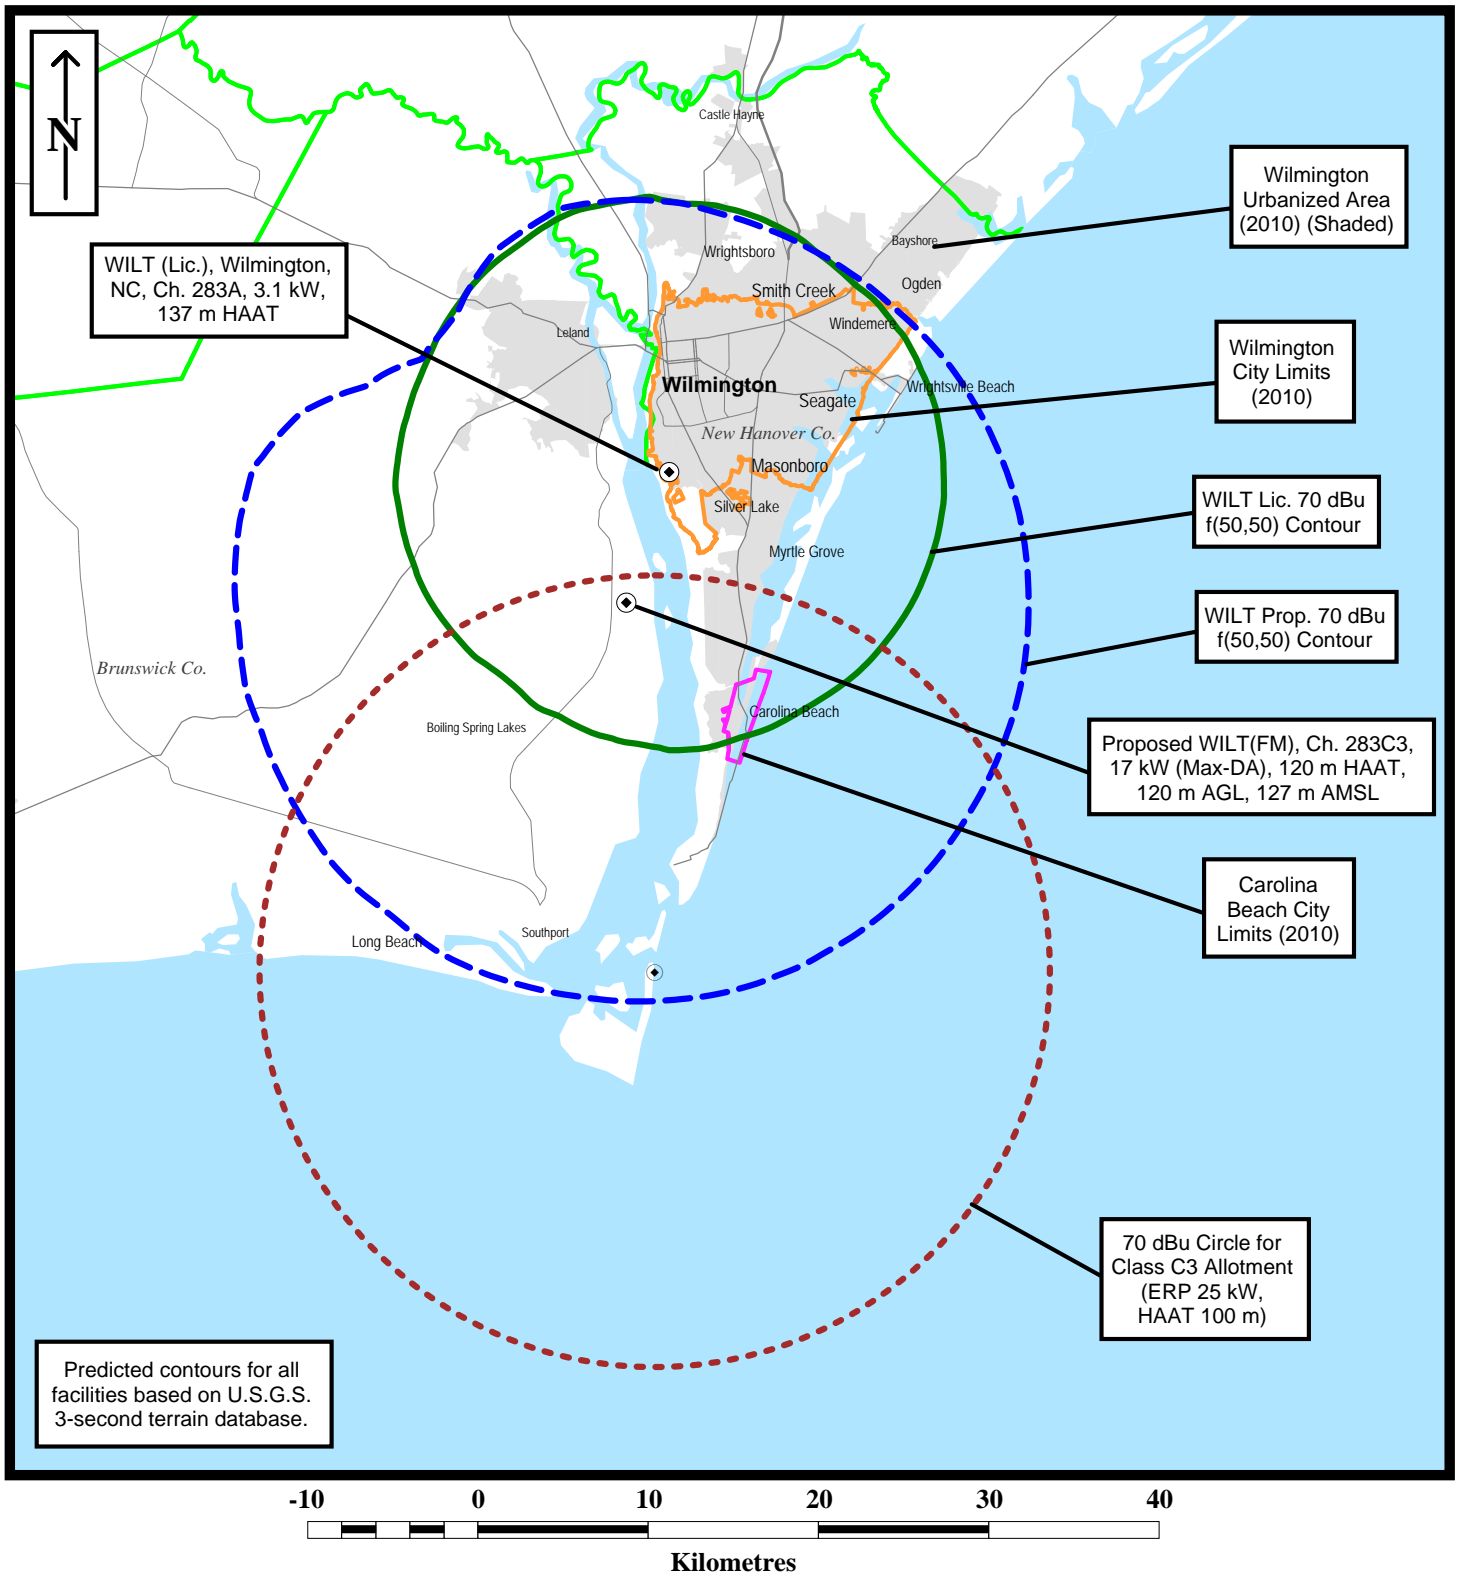 N
Castle Hayne
Wilmington
Urbanized Area
(2010) (Shaded)
Bayshore
Wrightsboro
WILT (Lic.), Wilmington,
NC, Ch. 283A, 3.1 kW,
137 m HAAT
Ogden
Smith Creek
Windemere
Leland
Wilmington
City Limits
(2010)
Wilmington
Wrightsville Beach
Seagate
New Hanover Co.
Masonboro
WILT Lic. 70 dBu
f(50,50) Contour
Silver Lake
Myrtle Grove
WILT Prop. 70 dBu
f(50,50) Contour
Brunswick Co.
Carolina Beach
Boiling Spring Lakes
Proposed WILT(FM), Ch. 283C3,
17 kW (Max-DA), 120 m HAAT,
120 m AGL, 127 m AMSL
Carolina
Beach City
Limits (2010)
Southport
Long Beach
70 dBu Circle for
Class C3 Allotment
(ERP 25 kW,
HAAT 100 m)
Predicted contours for all
facilities based on U.S.G.S.
3-second terrain database.
-10 0 10 20 30 40
Kilometres